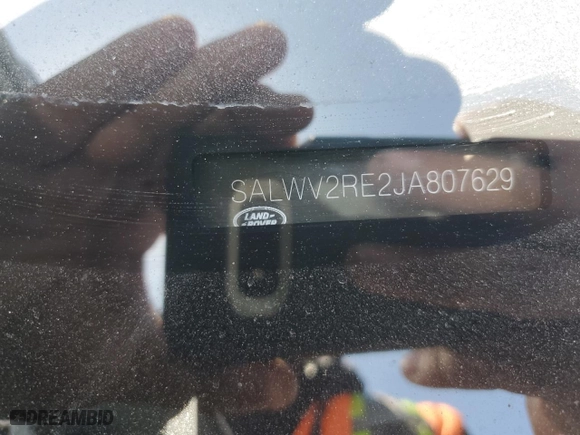 SALWV2RE2JA807629
LAND-
ROVER
DREAMBID